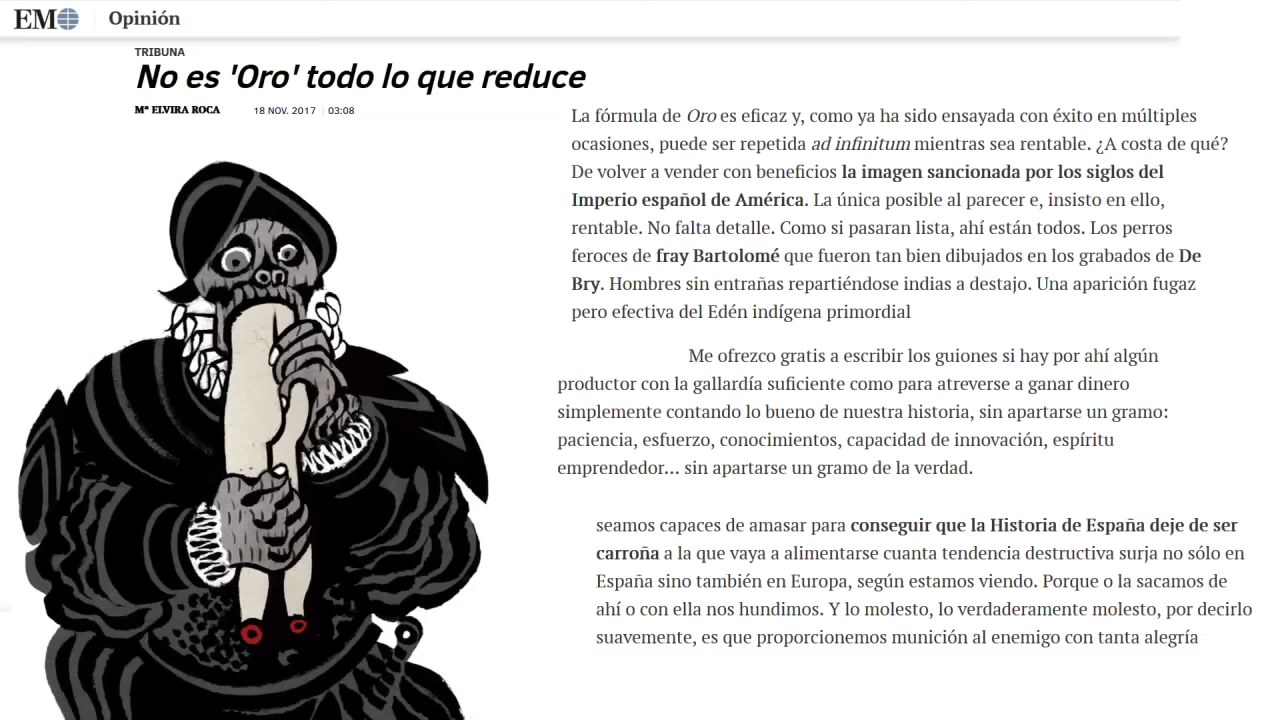 EM
Opinión
TRIBUNA
No es 'Oro' todo lo que reduce
Mª ELVIRA ROCA 18 NOV. 2017 03:08
La fórmula de Oro es eficaz y, como ya ha sido ensayada con éxito en múltiples
ocasiones, puede ser repetida ad infinitum mientras sea rentable. ¿A costa de qué?
De volver a vender con beneficios la imagen sancionada por los siglos del
Imperio español de América. La única posible al parecer e, insisto en ello,
rentable. No falta detalle. Como si pasaran lista, ahí están todos. Los perros
feroces de fray Bartolomé que fueron tan bien dibujados en los grabados de De
Bry. Hombres sin entrañas repartiéndose indias a destajo. Una aparición fugaz
pero efectiva del Edén indígena primordial
Me ofrezco gratis a escribir los guiones si hay por ahí algún
productor con la gallardía suficiente como para atreverse a ganar dinero
simplemente contando lo bueno de nuestra historia, sin apartarse un gramo:
paciencia, esfuerzo, conocimientos, capacidad de innovación, espíritu
emprendedor... sin apartarse un gramo de la verdad.
seamos capaces de amasar para conseguir que la Historia de España deje de ser
carroña a la que vaya a alimentarse cuanta tendencia destructiva surja no sólo en
España sino también en Europa, según estamos viendo. Porque o la sacamos de
ahí o con ella nos hundimos. Y lo molesto, lo verdaderamente molesto, por decirlo
suavemente, es que proporcionemos munición al enemigo con tanta alegría